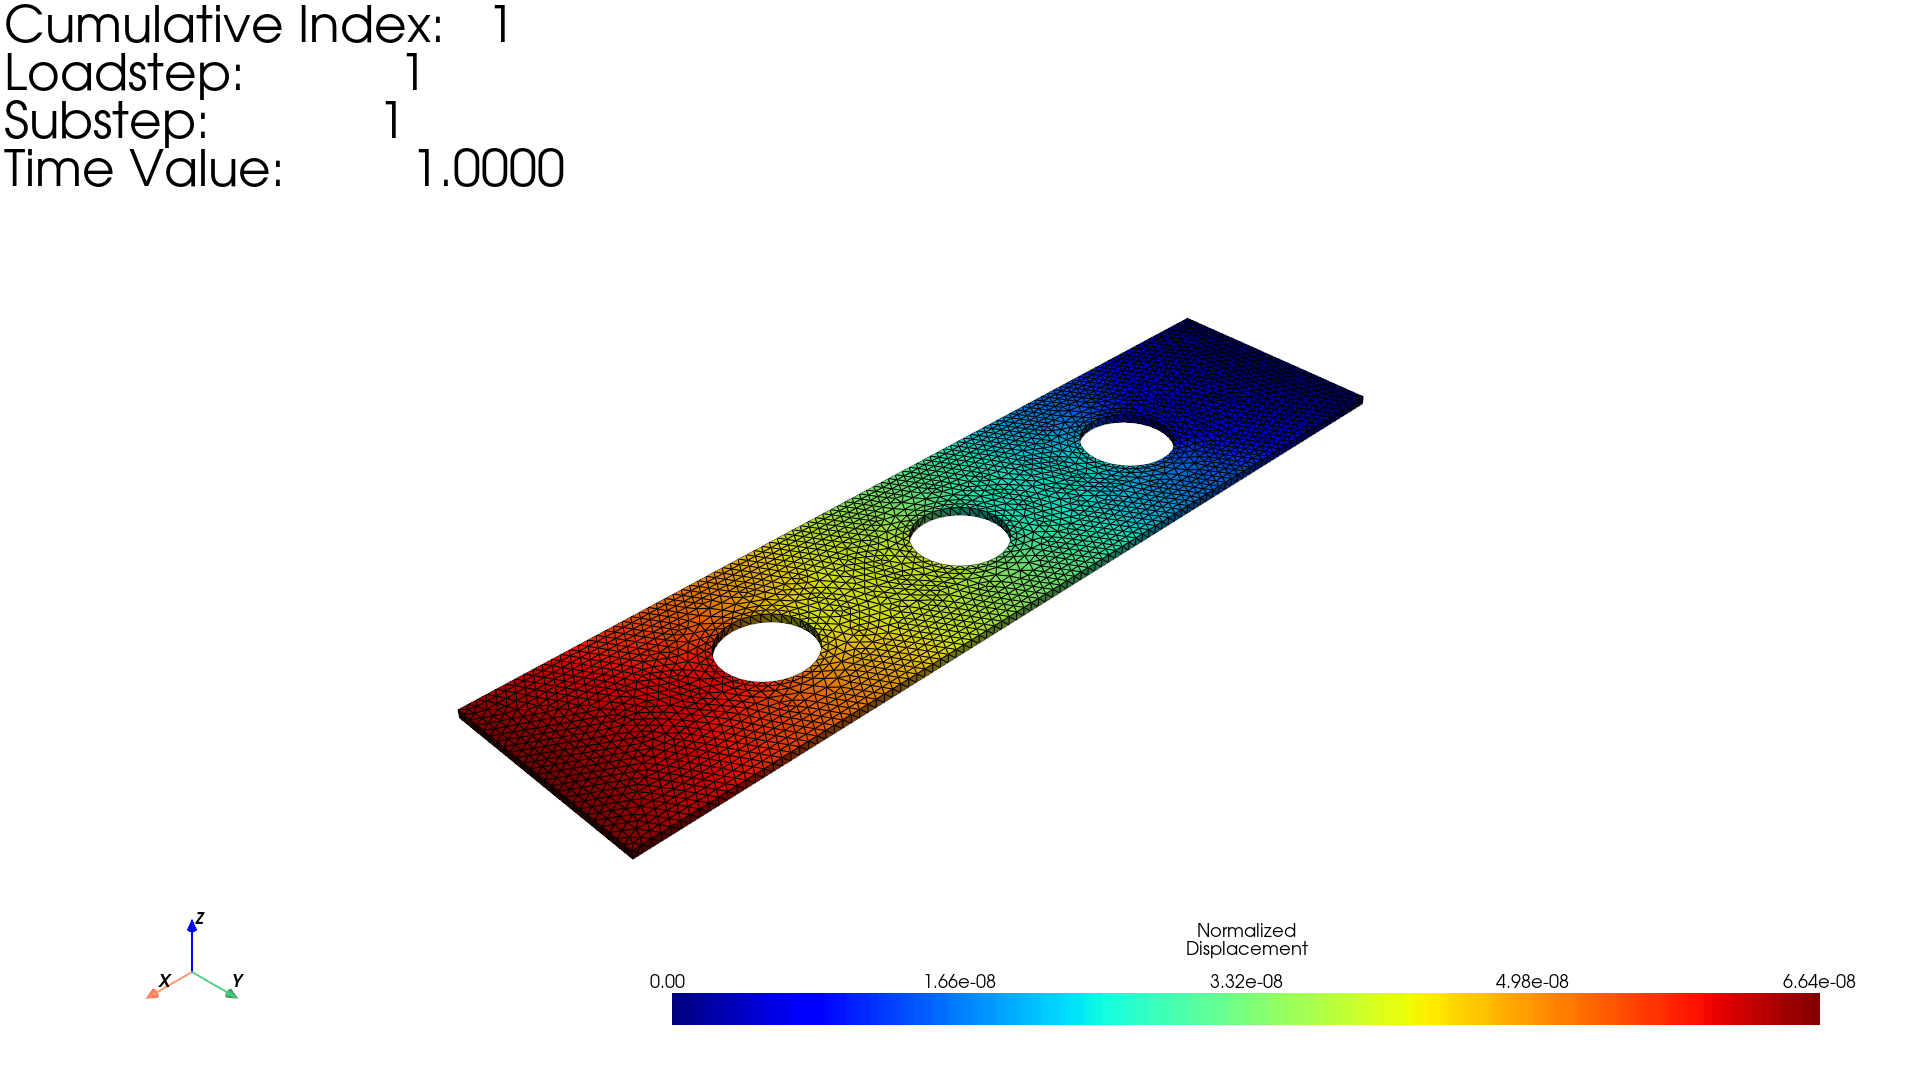 Cumulative Index: 1
Loadstep: 1
Substep: 1
Time Value: 1.0000
Z
X
Y
Normalized
Displacement
0.00 1.66e-08 3.32e-08 4.98e-08 6.64e-08